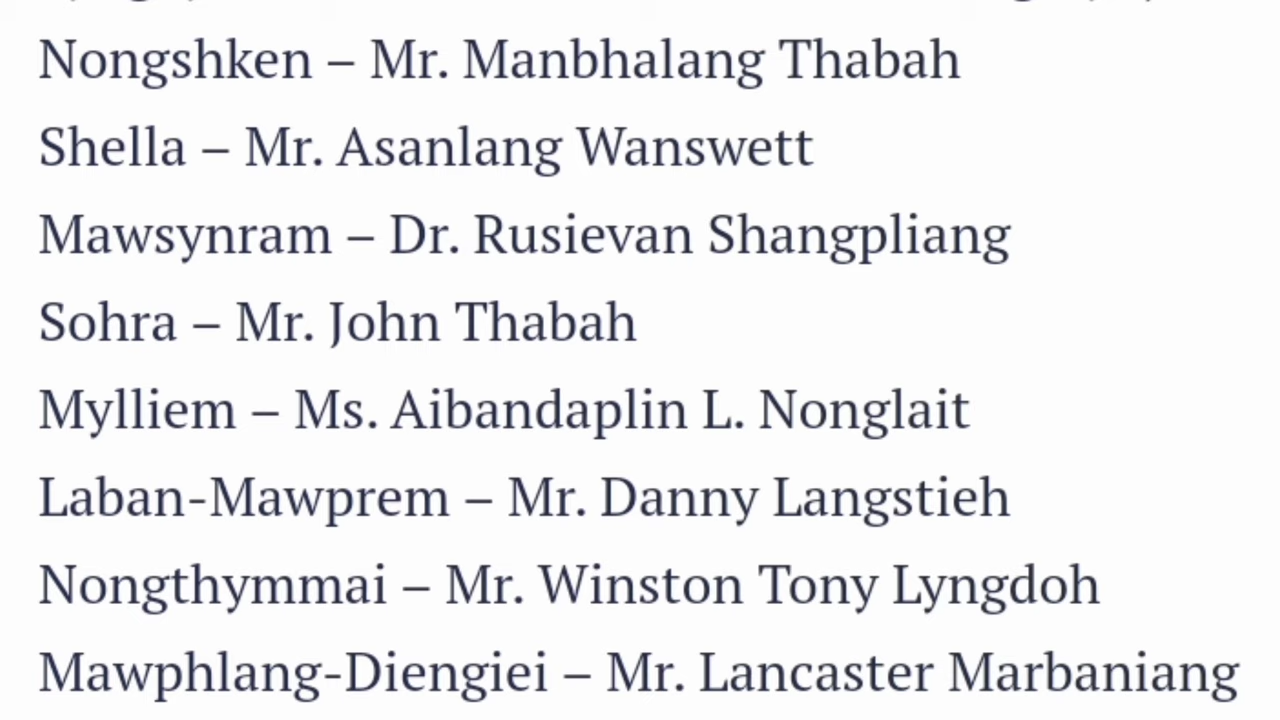 Nongshken – Mr. Manbhalang Thabah
Shella – Mr. Asanlang Wanswett
Mawsynram – Dr. Rusievan Shangpliang
Sohra – Mr. John Thabah
Mylliem – Ms. Aibandaplin L. Nonglait
Laban-Mawprem – Mr. Danny Langstieh
Nongthymmai – Mr. Winston Tony Lyngdoh
Mawphlang-Diengiei – Mr. Lancaster Marbaniang